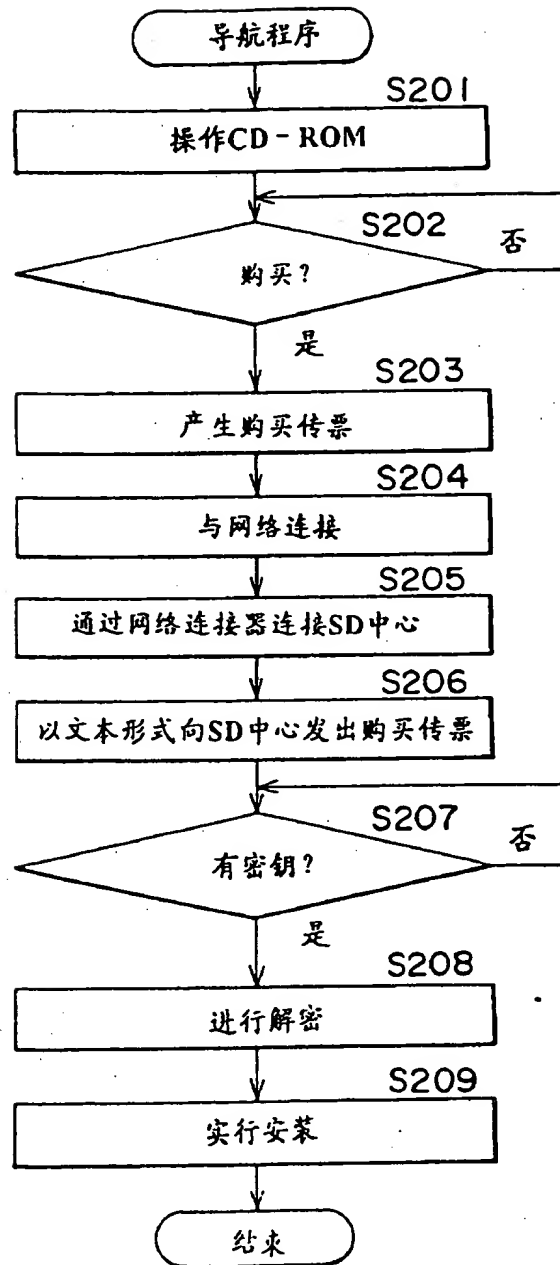 导航程序
S201
操作CD-ROM
S202
购买?
否
是
S203
产生购买传票
S204
与网络连接
S205
通过网络连接器连接SD中心
S206
以文本形式向SD中心发出购买传票
S207
有密钥?
否
是
S208
进行解密
S209
实行安装
结束